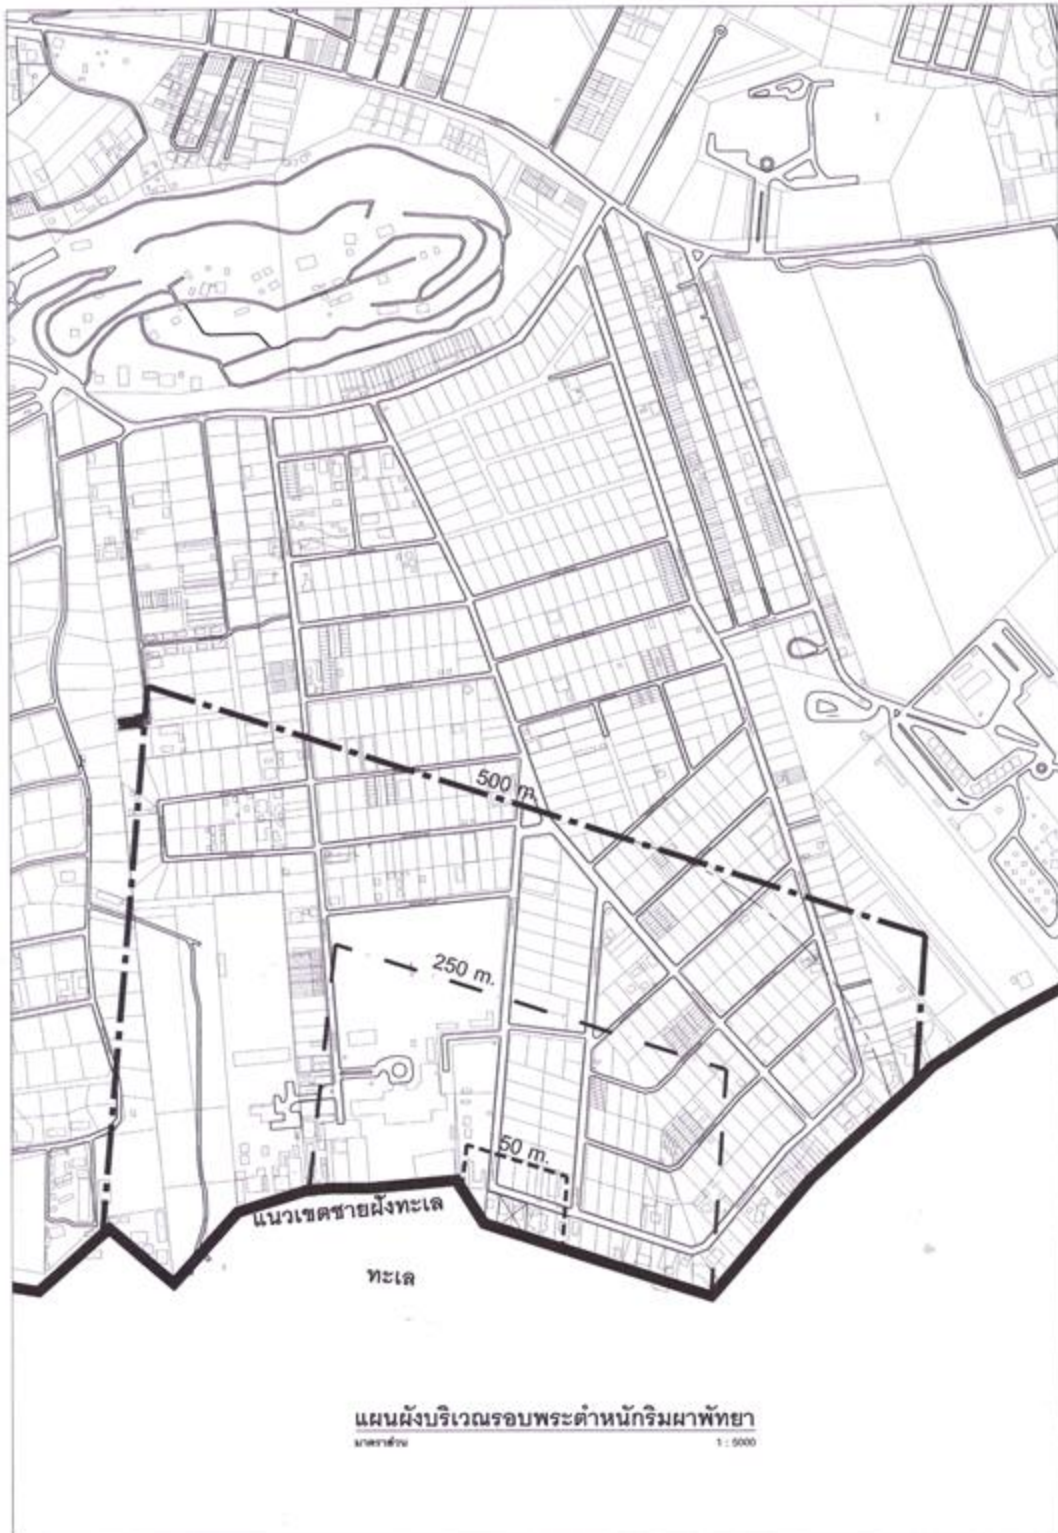 500 m.
250 m.
50 m.
แนวเขตชายฝั่งทะเล
ทะเล
แผนผังบริเวณรอบพระตำหนักริมผาพัทยา
มาตราส่วน 1 : 5000